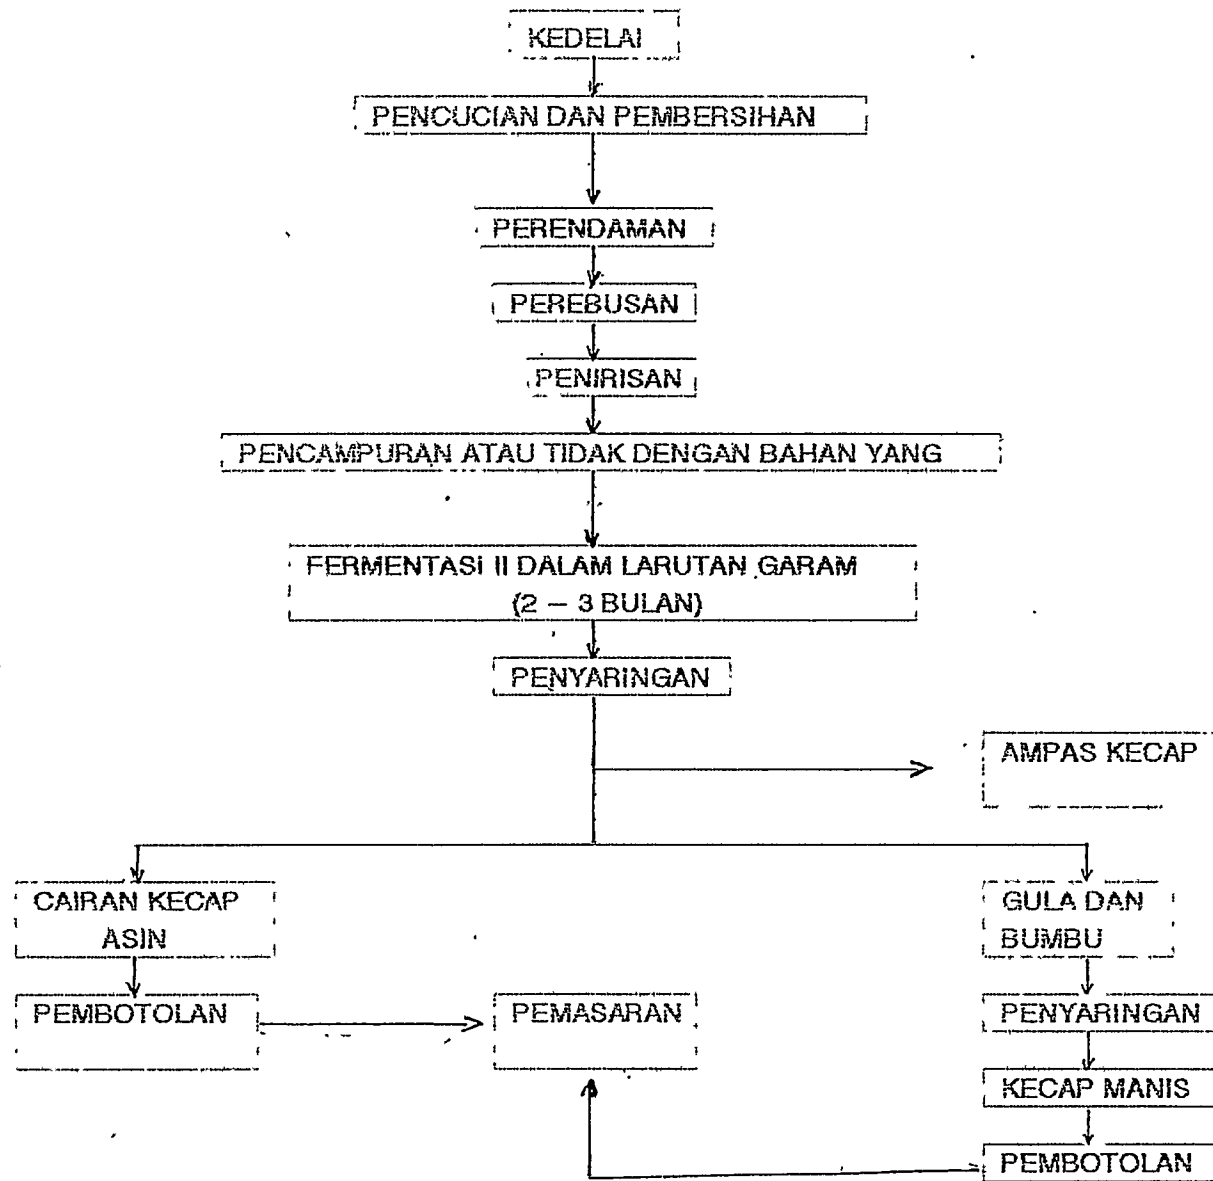 KEDELAI
PENCUCIAN DAN PEMBERSIHAN
PERENDAMAN
PEREBUSAN
PENIRISAN
PENCAMPURAN ATAU TIDAK DENGAN BAHAN YANG
FERMENTASI II DALAM LARUTAN GARAM
(2 – 3 BULAN)
PENYARINGAN
AMPAS KECAP
CAIRAN KECAP
ASIN
GULA DAN
BUMBU
PEMBOTOLAN
PEMASARAN
PENYARINGAN
KECAP MANIS
PEMBOTOLAN